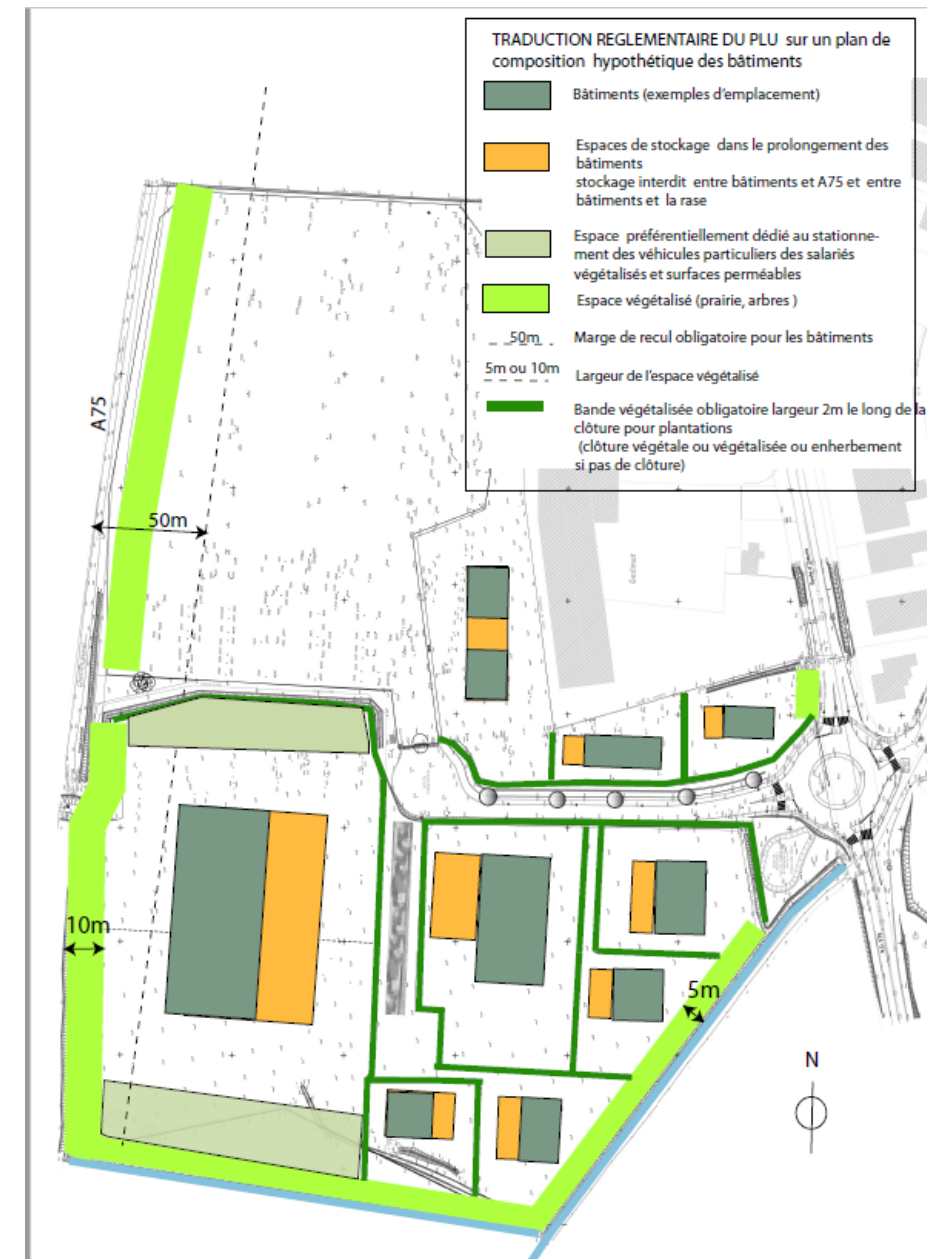 TRADUCTION REGLEMENTAIRE DU PLU sur un plan de
composition hypothétique des bâtiments
Bâtiments (exemples d'emplacement)
Espaces de stockage dans le prolongement des
bâtiments
stockage interdit entre bâtiments et A75 et entre
bâtiments et la rase
Espace préférentiellement dédié au stationne-
ment des véhicules particuliers des salariés
végétalisés et surfaces perméables
Espace végétalisé (prairie, arbres )
50m
Marge de recul obligatoire pour les bâtiments
5m ou 10m
Largeur de l'espace végétalisé
Bande végétalisée obligatoire largeur 2m le long de la
clôture pour plantations
(clôture végétale ou végétalisée ou enherbement
si pas de clôture)
A75
50m
10m
5m
N